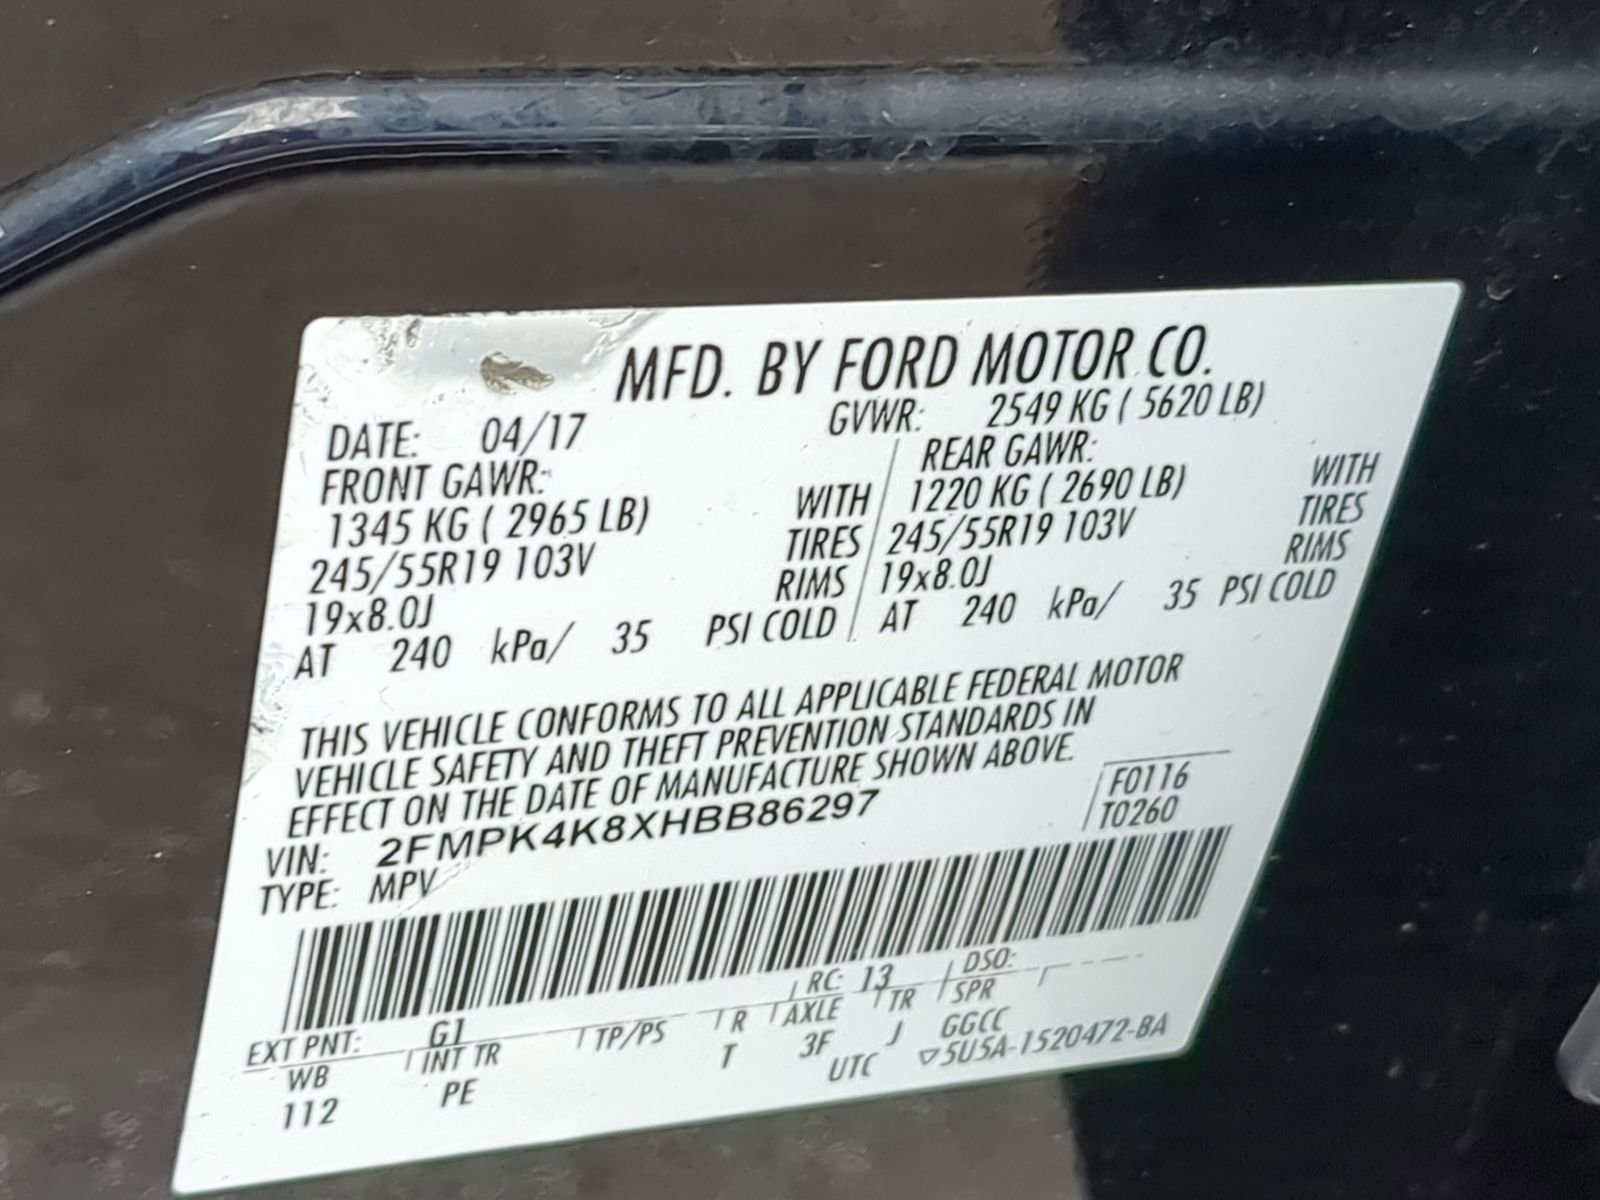 MFD. BY FORD MOTOR CO.
DATE: 04/17 GVWR: 2549 KG ( 5620 LB)
FRONT GAWR: REAR GAWR:
1345 KG ( 2965 LB) WITH 1220 KG ( 2690 LB) WITH
245/55R19 103V TIRES 245/55R19 103V TIRES
19x8.0J RIMS 19x8.0J RIMS
AT 240 kPa/ 35 PSI COLD AT 240 kPa/ 35 PSI COLD
THIS VEHICLE CONFORMS TO ALL APPLICABLE FEDERAL MOTOR
VEHICLE SAFETY AND THEFT PREVENTION STANDARDS IN
EFFECT ON THE DATE OF MANUFACTURE SHOWN ABOVE.
VIN: 2FMPK4K8XHBB86297 F0116
TYPE: MPV T0260
EXT PNT: G1 RC: 13 DSO:
WB INT TR TP/PS R AXLE TR SPR
112 PE T 3F J GGCC
UTC ▽5U5A-1520472-BA